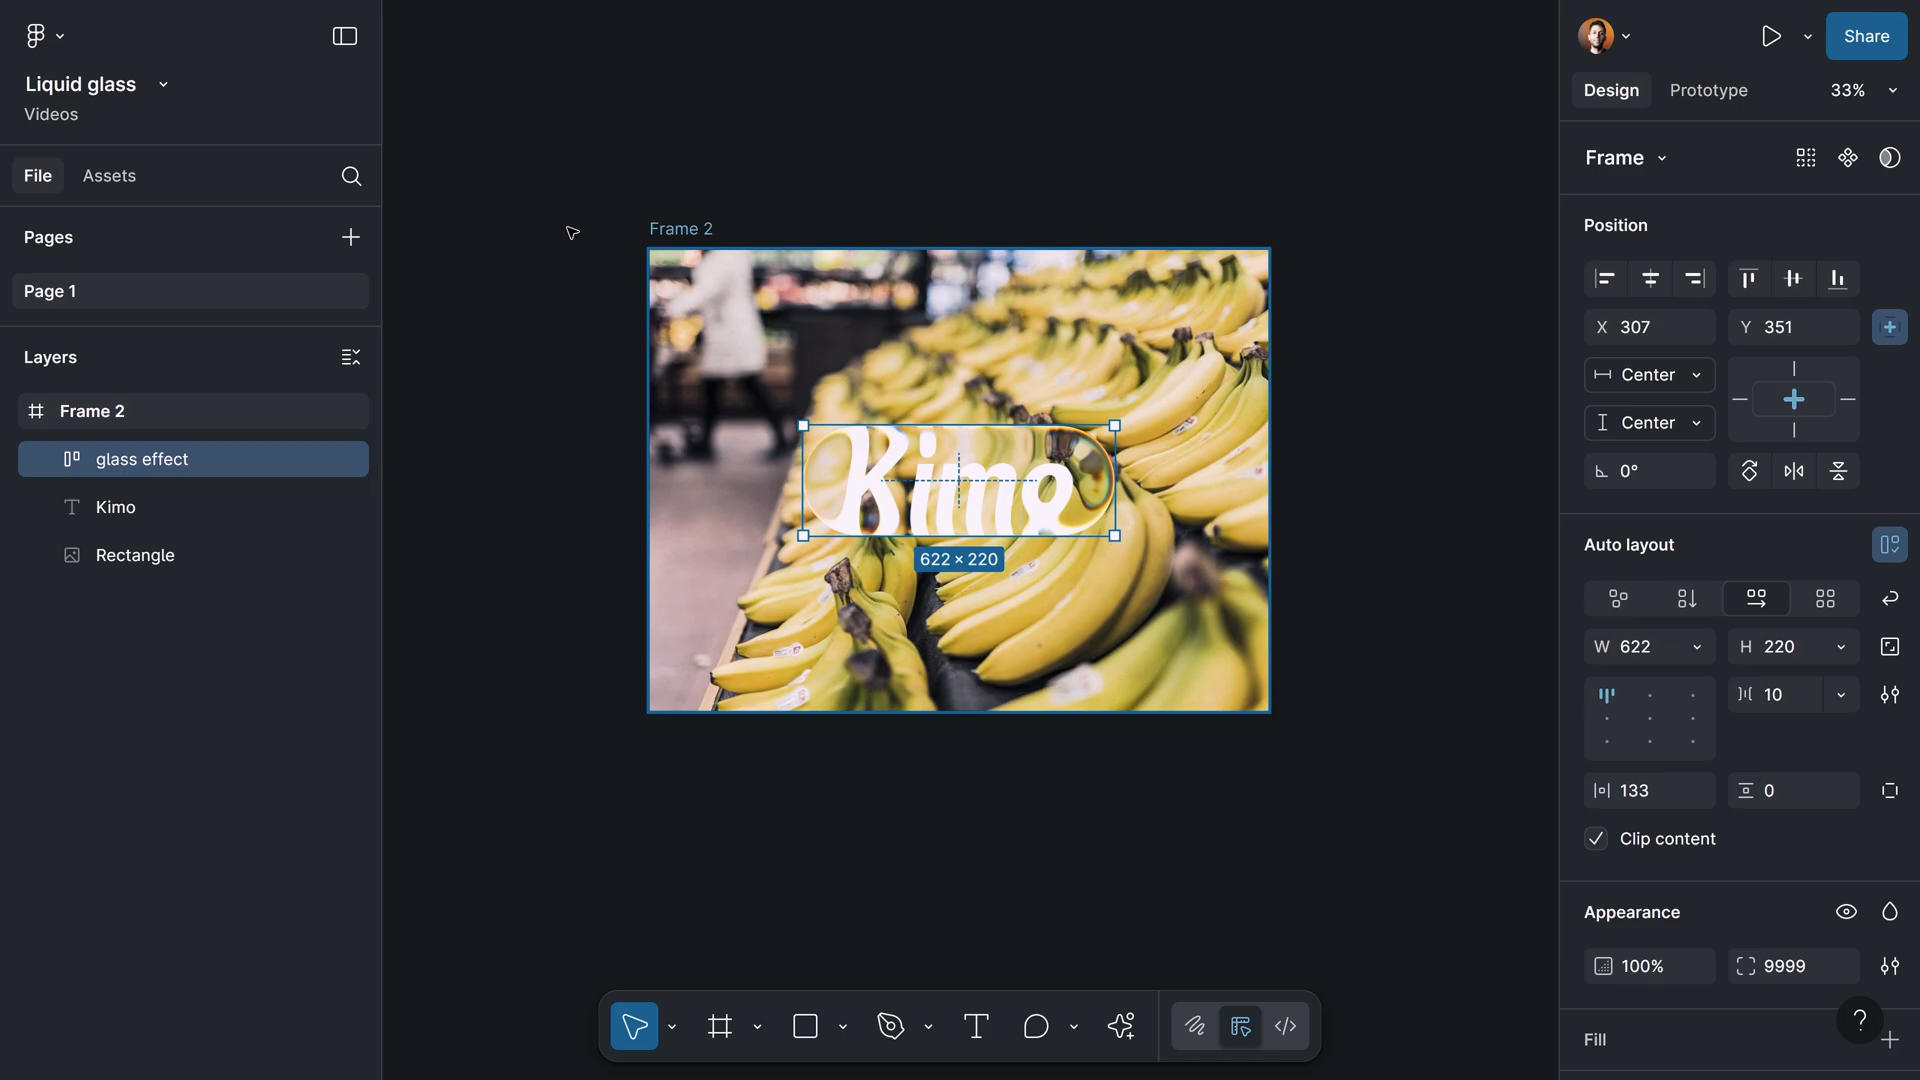 Liquid glass
Videos
File
Assets
Pages
Page 1
Layers
Frame 2
glass effect
Kimo
Rectangle
Frame 2
Kimo
622 × 220
Share
Design
Prototype
33%
Frame
Position
X 307
Y 351
Center
Center
0°
Auto layout
W 622
H 220
10
133
0
Clip content
Appearance
100%
9999
Fill
?